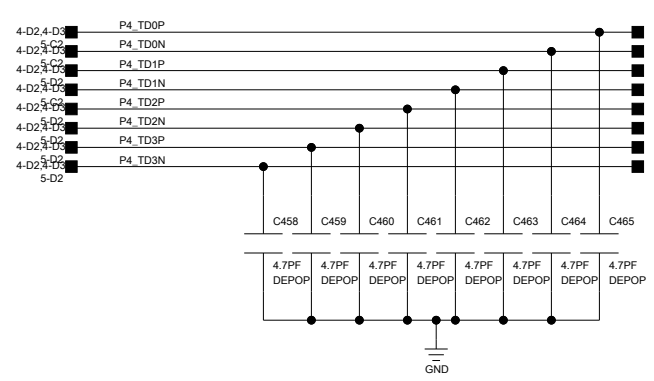 4-D2,4-D3 P4_TD0P
5-C2
4-D2,4-D3 P4_TD0N
5-C2
4-D2,4-D3 P4_TD1P
5-D2
4-D2,4-D3 P4_TD1N
5-C2
4-D2,4-D3 P4_TD2P
4-D2,4-D3 P4_TD2N
5-D2
4-D2,4-D3 P4_TD3P
5-D2
4-D2,4-D3 P4_TD3N
5-D2
C458 C459 C460 C461 C462 C463 C464 C465
4.7PF 4.7PF 4.7PF 4.7PF 4.7PF 4.7PF 4.7PF 4.7PF
DEPOP DEPOP DEPOP DEPOP DEPOP DEPOP DEPOP DEPOP
GND